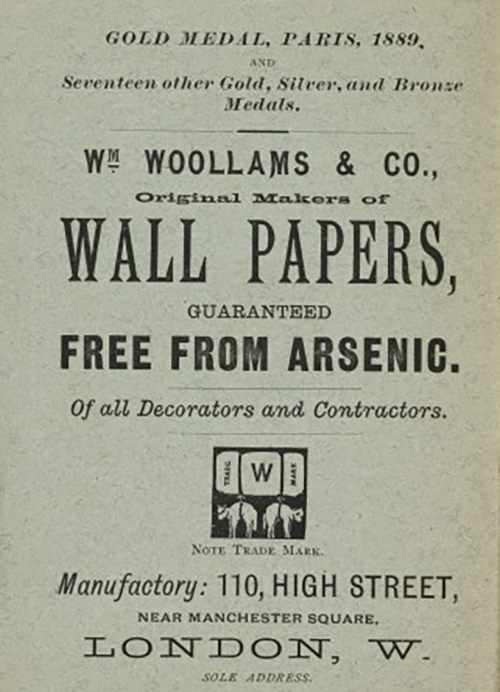 GOLD MEDAL, PARIS, 1889,
AND
Seventeen other Gold, Silver, and Bronze
Medals.
WM WOOLLAMS & CO.,
Original Makers of
WALL PAPERS,
GUARANTEED
FREE FROM ARSENIC.
Of all Decorators and Contractors.
TRADE W MARK
NOTE TRADE MARK.
Manufactory: 110, HIGH STREET,
NEAR MANCHESTER SQUARE,
LONDON, W.
SOLE ADDRESS.